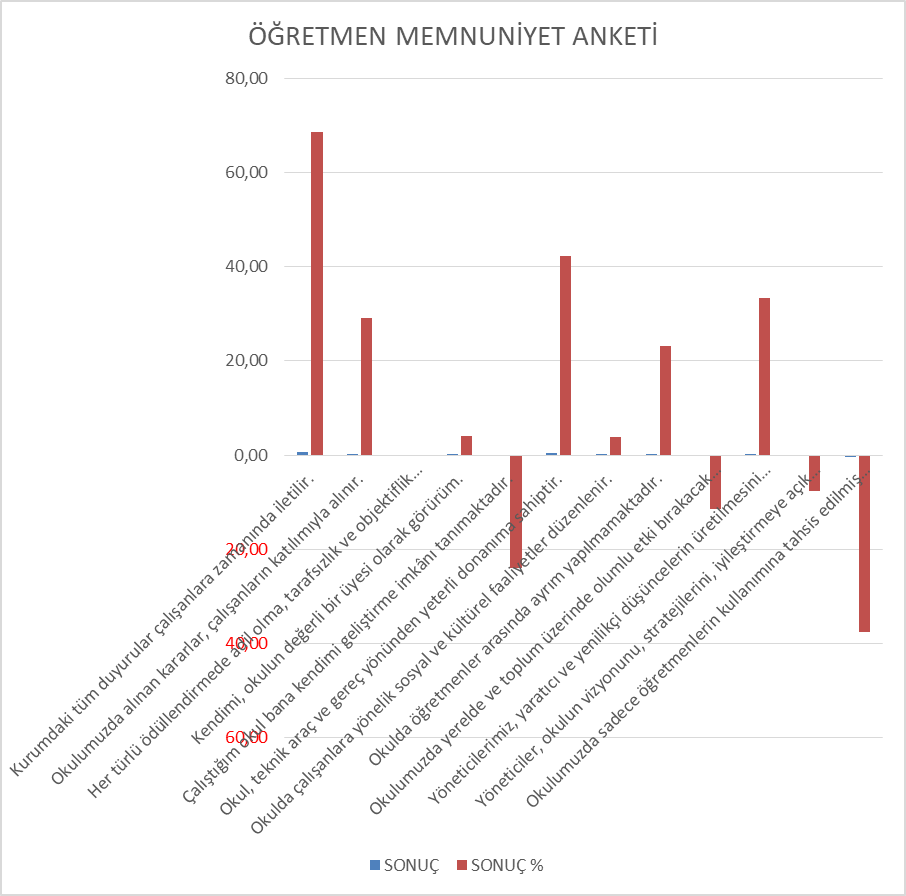 ÖĞRETMEN MEMNUNİYET ANKETİ
80,00
60,00
40,00
20,00
0,00
20,00
40,00
60,00
Kurumdaki tüm duyurular çalışanlara zamanında iletilir.
Okulumuzda alınan kararlar, çalışanların katılımıyla alınır.
Her türlü ödüllendirmede adil olma, tarafsızlık ve objektiflik...
Kendimi, okulun değerli bir üyesi olarak görürüm.
Çalıştığım okul bana kendimi geliştirme imkânı tanımaktadır.
Okul, teknik araç ve gereç yönünden yeterli donanıma sahiptir.
Okulda çalışanlara yönelik sosyal ve kültürel faaliyetler düzenlenir.
Okulda öğretmenler arasında ayrım yapılmamaktadır.
Okulumuzda yerelde ve toplum üzerinde olumlu etki bırakacak...
Yöneticilerimiz, yaratıcı ve yenilikçi düşüncelerin üretilmesini...
Yöneticiler, okulun vizyonunu, stratejilerini, iyileştirmeye açık...
Okulumuzda sadece öğretmenlerin kullanımına tahsis edilmiş...
SONUÇ
SONUÇ %